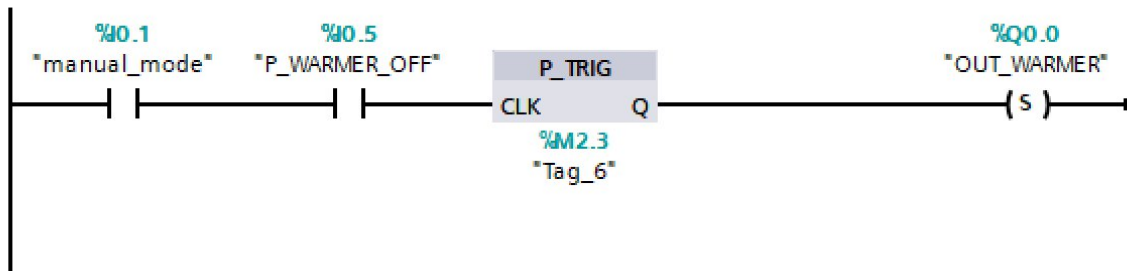 %I0.1
"manual_mode"
%I0.5
"P_WARMER_OFF"
P_TRIG
CLK Q
%M2.3
"Tag_6"
%Q0.0
"OUT_WARMER"
S